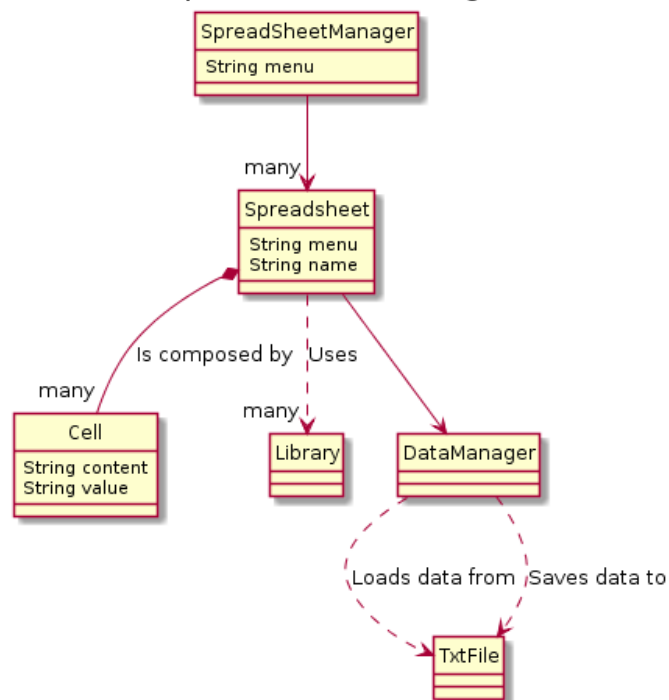 SpreadSheetManager
String menu
many
Spreadsheet
String menu
String name
Is composed by
Uses
many
many
Cell
String content
String value
Library
DataManager
Loads data from
Saves data to
TxtFile